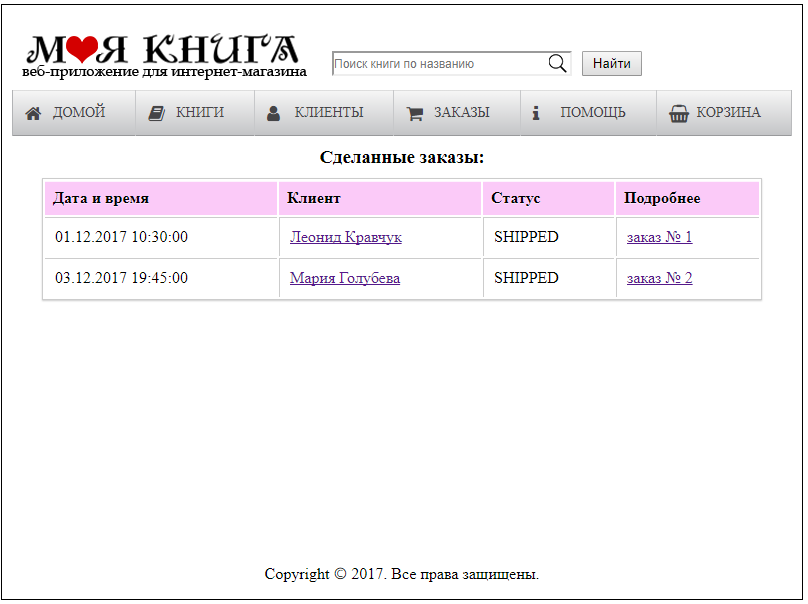 МОЯ КНИГА
веб-приложение для интернет-магазина
Поиск книги по названию Найти
ДОМОЙ КНИГИ КЛИЕНТЫ ЗАКАЗЫ ПОМОЩЬ КОРЗИНА
Сделанные заказы:
Дата и время Клиент Статус Подробнее
01.12.2017 10:30:00 Леонид Кравчук SHIPPED заказ № 1
03.12.2017 19:45:00 Мария Голубева SHIPPED заказ № 2
Copyright © 2017. Все права защищены.